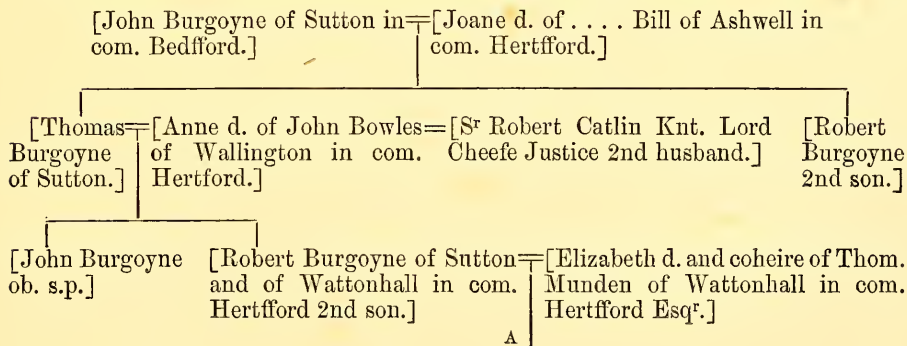 [John Burgoyne of Sutton in=[Joane d. of . . . . Bill of Ashwell in
com. Bedfford.] com. Hertfford.]
[Thomas=[Anne d. of John Bowles=[Sʳ Robert Catlin Knt. Lord [Robert
Burgoyne of Wallington in com. Cheefe Justice 2nd husband.] Burgoyne
of Sutton.] Hertford.] 2nd son.]
[John Burgoyne [Robert Burgoyne of Sutton=[Elizabeth d. and coheire of Thom.
ob. s.p.] and of Wattonhall in com. Munden of Wattonhall in com.
Hertfford 2nd son.] Hertfford Esqʳ.]
A